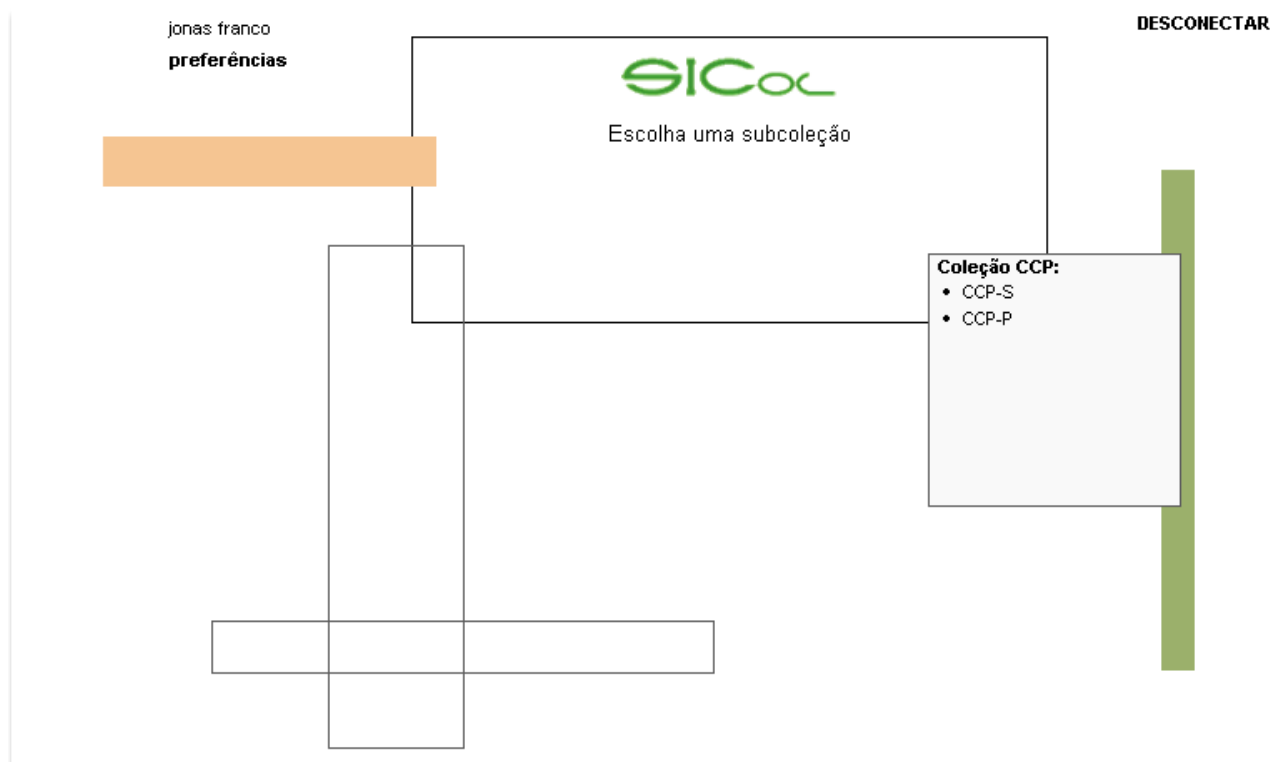 jonas franco
DESCONECTAR
preferências
SICol
Escolha uma subcoleção
Coleção CCP:
• CCP-S
• CCP-P